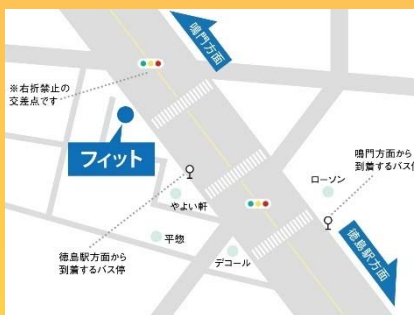 鳴門方面
※右折禁止の
交差点です
フィット
鳴門方面から
到着するバス停
ローソン
やよい軒
徳島駅方面
平惣
徳島駅方面から
到着するバス停
デコール